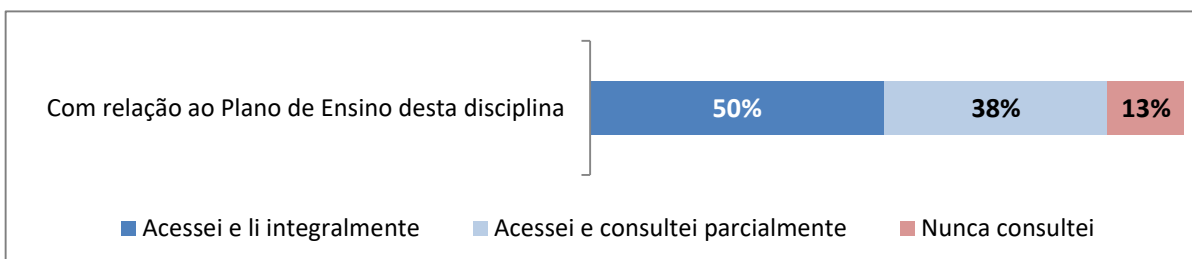 Com relação ao Plano de Ensino desta disciplina 50% 38% 13%
Acessei e li integralmente Acessei e consultei parcialmente Nunca consultei